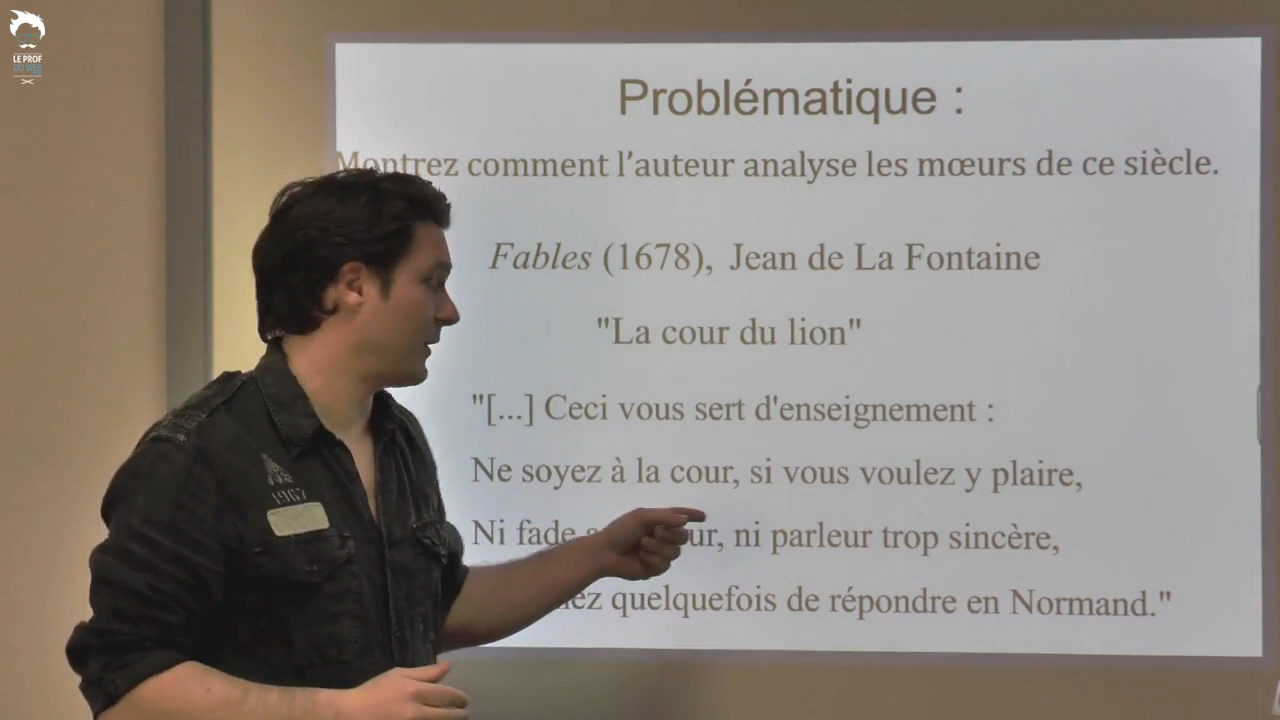 LE PROF
DU WEB
Problématique :
Montrez comment l'auteur analyse les mœurs de ce siècle.
Fables (1678), Jean de La Fontaine
"La cour du lion"
"[...] Ceci vous sert d'enseignement :
Ne soyez à la cour, si vous voulez y plaire,
Ni fade ni parleur trop sincère,
quelquefois de répondre en Normand."
1967